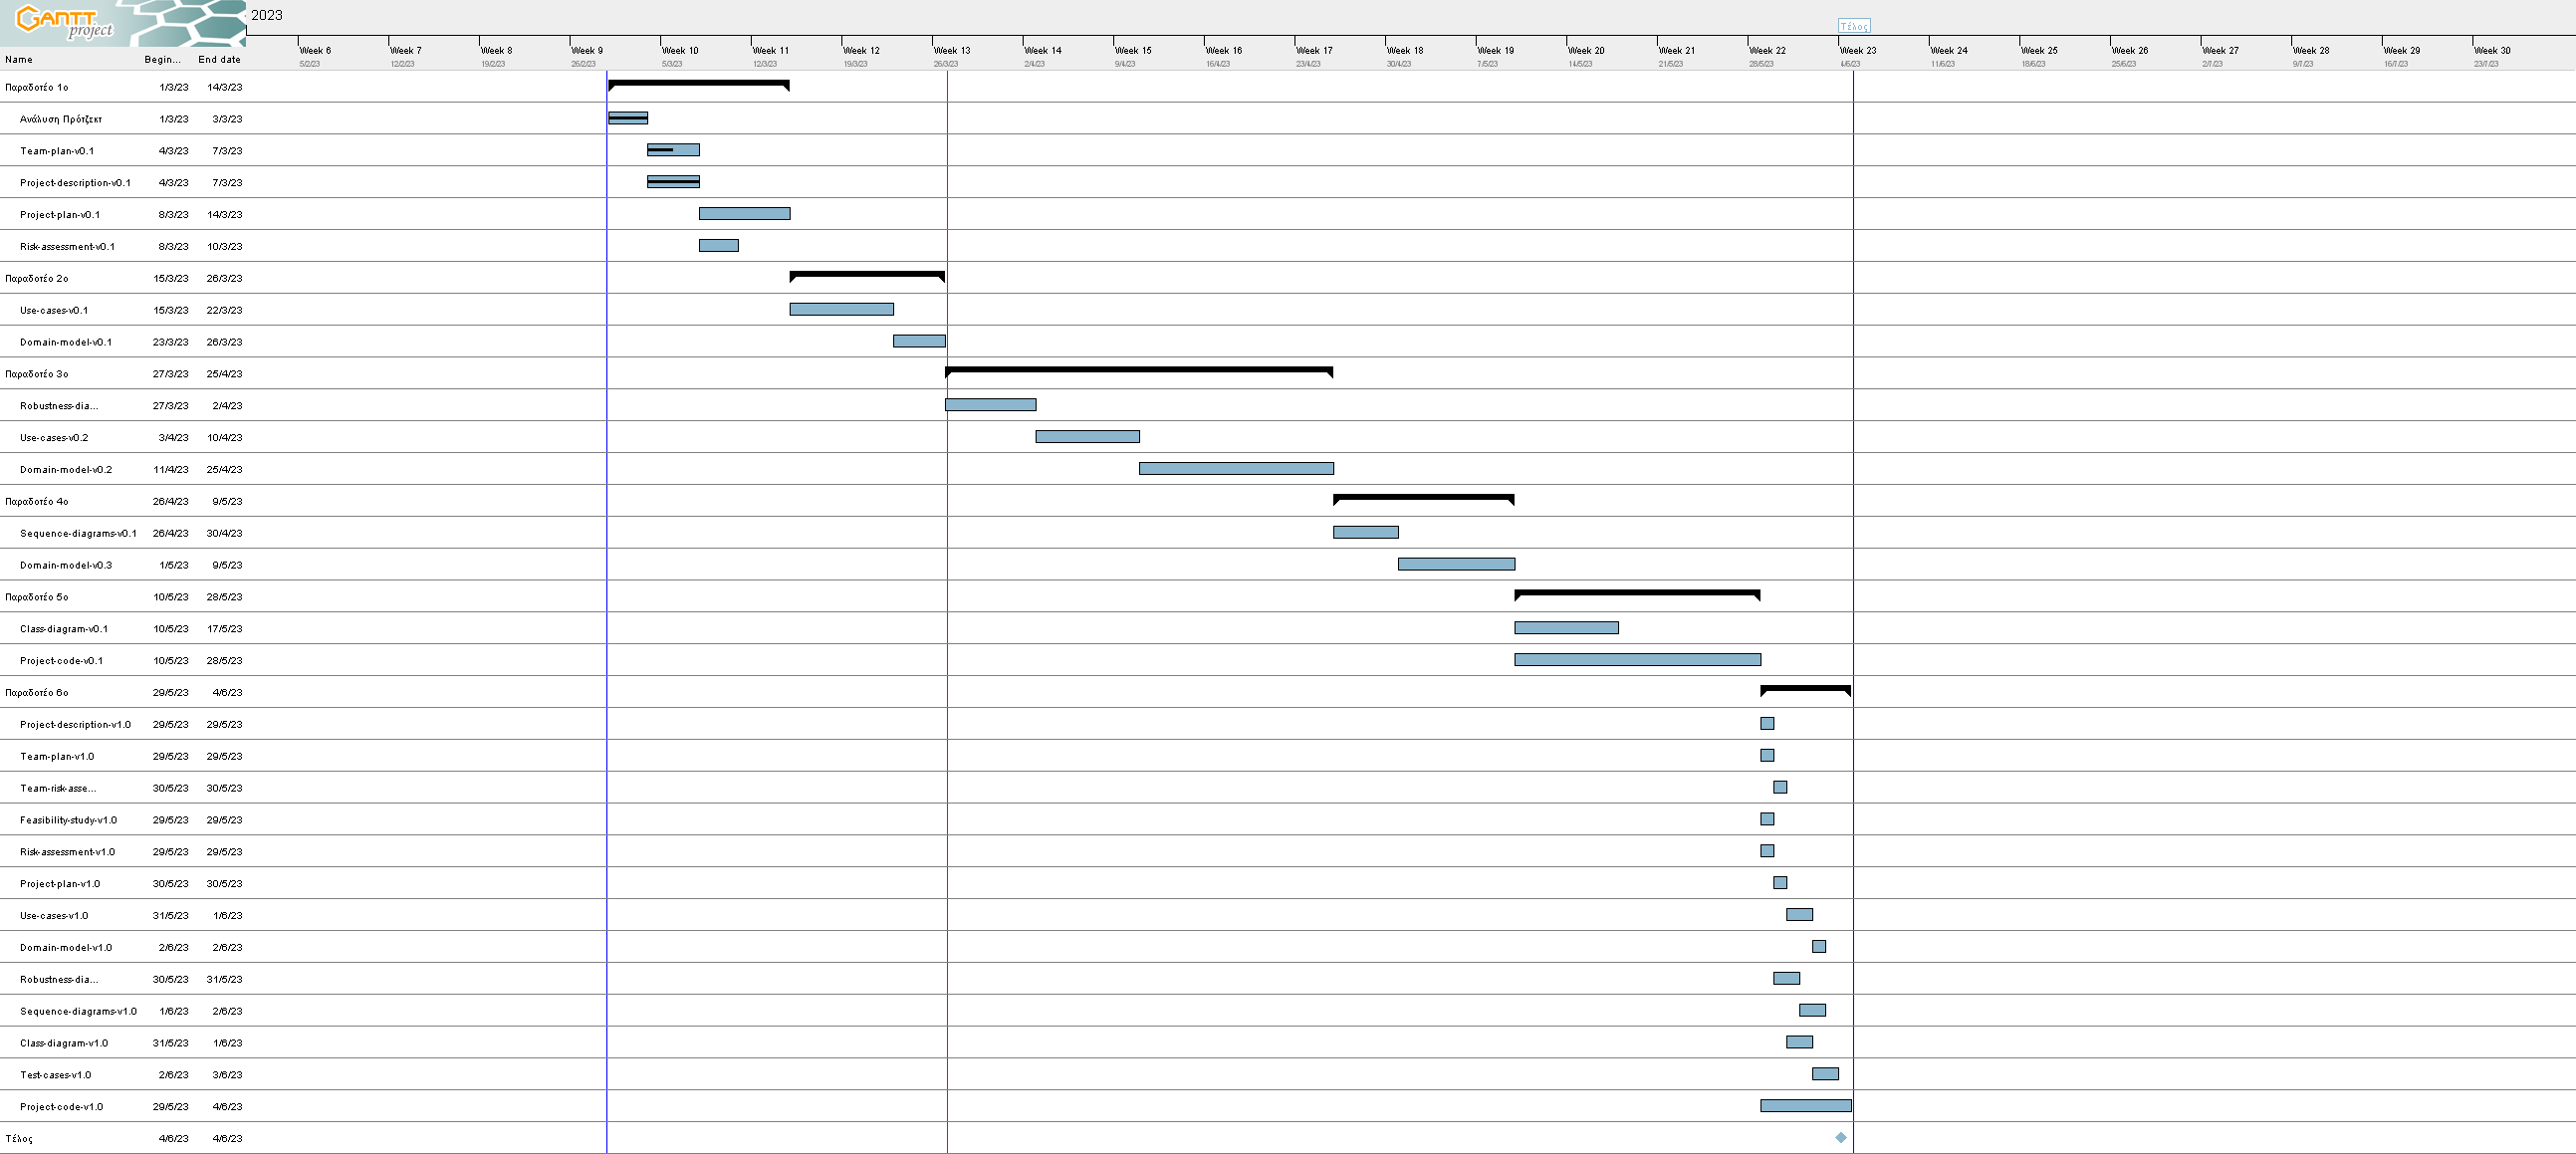 GANTT project
2023
Τέλος
Week 6 Week 7 Week 8 Week 9 Week 10 Week 11 Week 12 Week 13 Week 14 Week 15 Week 16 Week 17 Week 18 Week 19 Week 20 Week 21 Week 22 Week 23 Week 24 Week 25 Week 26 Week 27 Week 28 Week 29 Week 30
Name Begin... End date
5/2/23 12/2/23 19/2/23 26/2/23 5/3/23 12/3/23 19/3/23 26/3/23 2/4/23 9/4/23 16/4/23 23/4/23 30/4/23 7/5/23 14/5/23 21/5/23 28/5/23 4/6/23 11/6/23 18/6/23 25/6/23 2/7/23 9/7/23 16/7/23 23/7/23
Παραδοτέο 1ο 1/3/23 14/3/23
Ανάλυση Πρότζεκτ 1/3/23 3/3/23
Team-plan-v0.1 4/3/23 7/3/23
Project-description-v0.1 4/3/23 7/3/23
Project-plan-v0.1 8/3/23 14/3/23
Risk-assessment-v0.1 8/3/23 10/3/23
Παραδοτέο 2ο 15/3/23 26/3/23
Use-cases-v0.1 15/3/23 22/3/23
Domain-model-v0.1 23/3/23 26/3/23
Παραδοτέο 3ο 27/3/23 25/4/23
Robustness-dia... 27/3/23 2/4/23
Use-cases-v0.2 3/4/23 10/4/23
Domain-model-v0.2 11/4/23 25/4/23
Παραδοτέο 4ο 26/4/23 9/5/23
Sequence-diagrams-v0.1 26/4/23 30/4/23
Domain-model-v0.3 1/5/23 9/5/23
Παραδοτέο 5ο 10/5/23 28/5/23
Class-diagram-v0.1 10/5/23 17/5/23
Project-code-v0.1 10/5/23 28/5/23
Παραδοτέο 6ο 29/5/23 4/6/23
Project-description-v1.0 29/5/23 29/5/23
Team-plan-v1.0 29/5/23 29/5/23
Team-risk-asse... 30/5/23 30/5/23
Feasibility-study-v1.0 29/5/23 29/5/23
Risk-assessment-v1.0 29/5/23 29/5/23
Project-plan-v1.0 30/5/23 30/5/23
Use-cases-v1.0 31/5/23 1/6/23
Domain-model-v1.0 2/6/23 2/6/23
Robustness-dia... 30/5/23 31/5/23
Sequence-diagrams-v1.0 1/6/23 2/6/23
Class-diagram-v1.0 31/5/23 1/6/23
Test-cases-v1.0 2/6/23 3/6/23
Project-code-v1.0 29/5/23 4/6/23
Τέλος 4/6/23 4/6/23